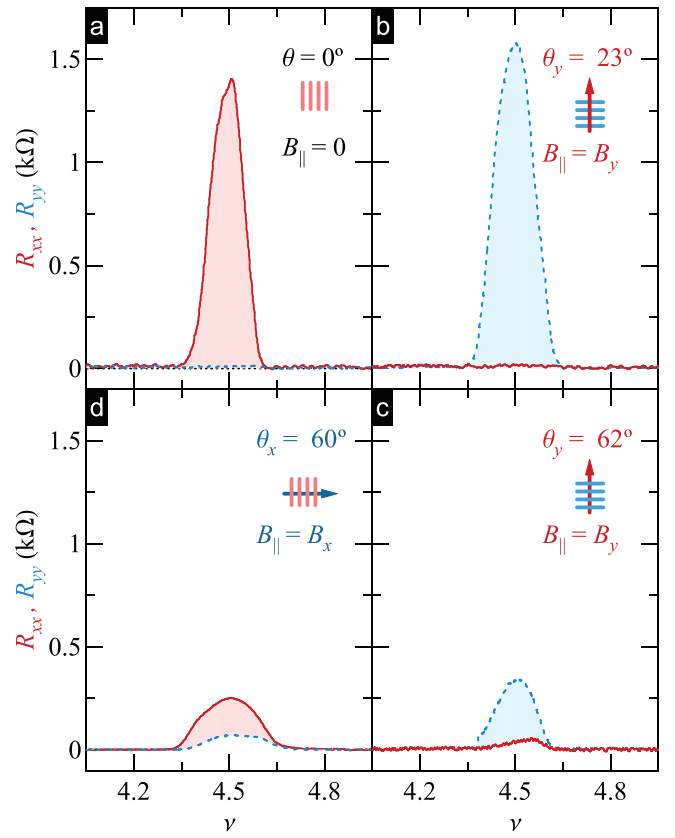 a
θ = 0º
B|| = 0
b
θy = 23º
B|| = By
1.5
1
0.5
0
Rxx, Ryy (kΩ)
d
θx = 60º
B|| = Bx
c
θy = 62º
B|| = By
1.5
1
0.5
0
Rxx, Ryy (kΩ)
4.2 4.5 4.8
4.2 4.5 4.8
ν
ν